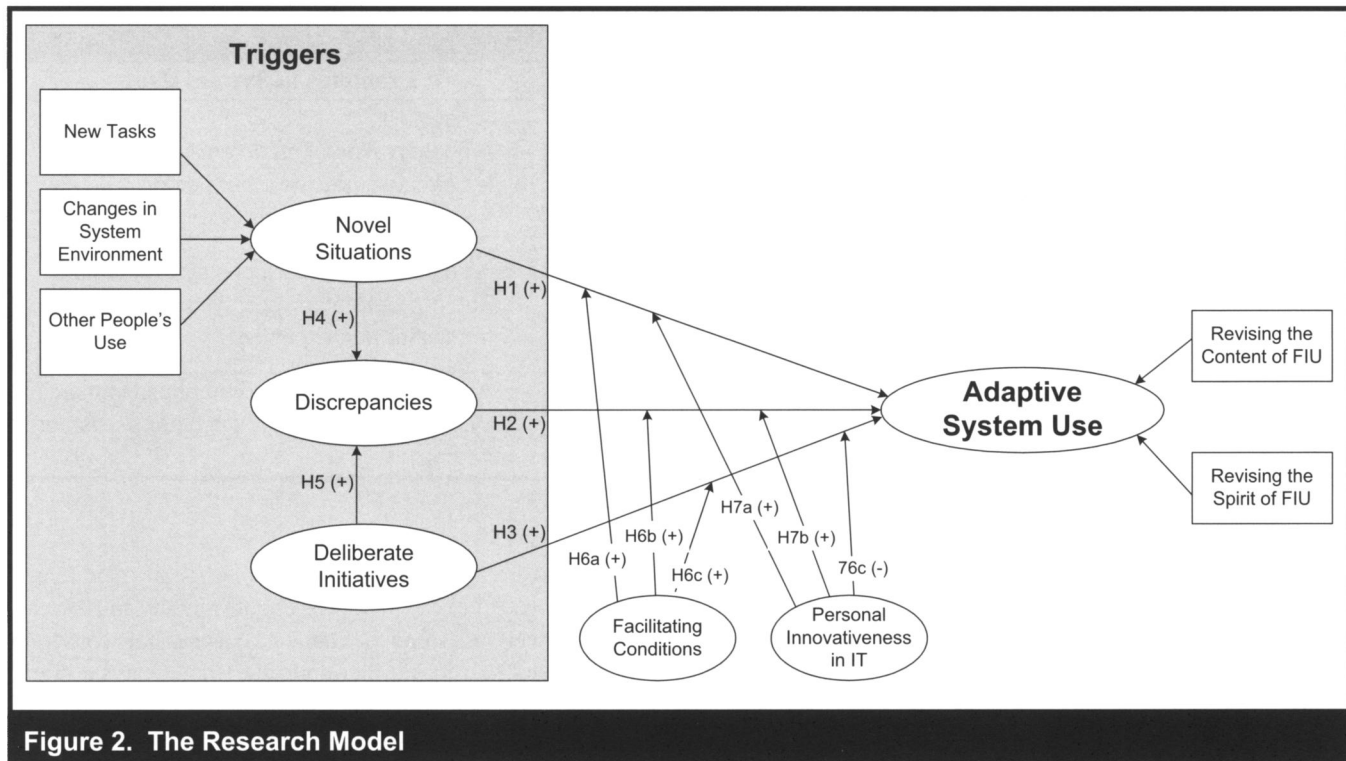 Triggers
New Tasks
Changes in
System
Environment
Other People's
Use
Novel
Situations
H4 (+)
Discrepancies
H5 (+)
Deliberate
Initiatives
H1 (+)
H2 (+)
H3 (+)
H6a (+)
H6b (+)
H6c (+)
H7a (+)
H7b (+)
76c (-)
Facilitating
Conditions
Personal
Innovativeness
in IT
Adaptive
System Use
Revising the
Content of FIU
Revising the
Spirit of FIU
Figure 2. The Research Model